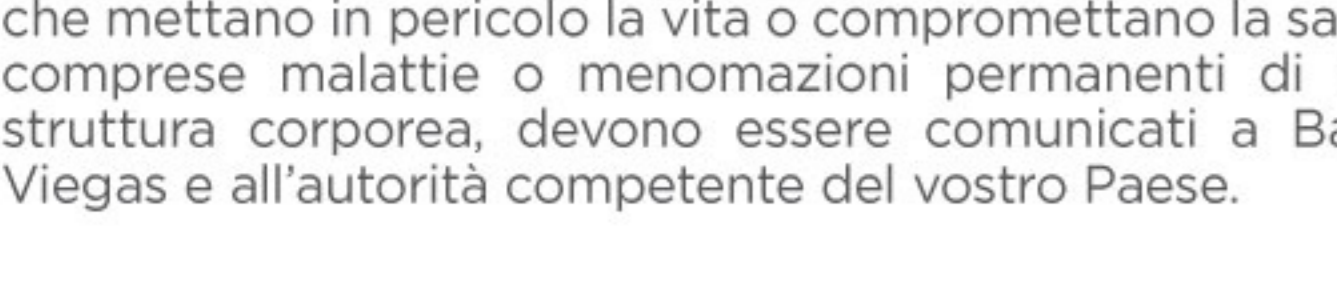 che mettano in pericolo la vita o compromettano la
comprese malattie o menomazioni permanenti di
struttura corporea, devono essere comunicati a
Viegas e all’autorità competente del vostro Paese.